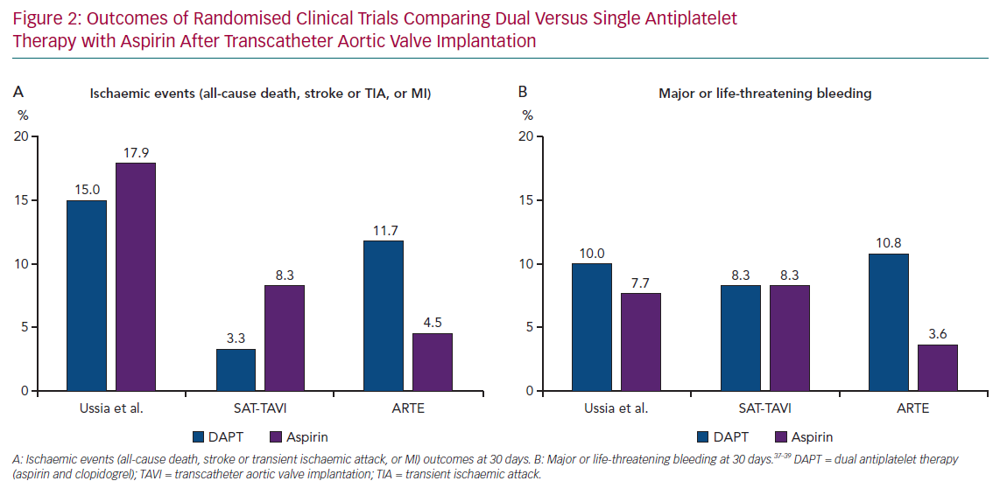 Figure 2: Outcomes of Randomised Clinical Trials Comparing Dual Versus Single Antiplatelet
Therapy with Aspirin After Transcatheter Aortic Valve Implantation
A
Ischaemic events (all-cause death, stroke or TIA, or MI)
%
20
15
10
5
0
15.0
17.9
3.3
8.3
11.7
4.5
Ussia et al.
SAT-TAVI
ARTE
DAPT
Aspirin
B
Major or life-threatening bleeding
%
20
15
10
5
0
10.0
7.7
8.3
8.3
10.8
3.6
Ussia et al.
SAT-TAVI
ARTE
DAPT
Aspirin
A: Ischaemic events (all-cause death, stroke or transient ischaemic attack, or MI) outcomes at 30 days. B: Major or life-threatening bleeding at 30 days.37-39 DAPT = dual antiplatelet therapy
(aspirin and clopidogrel); TAVI = transcatheter aortic valve implantation; TIA = transient ischaemic attack.